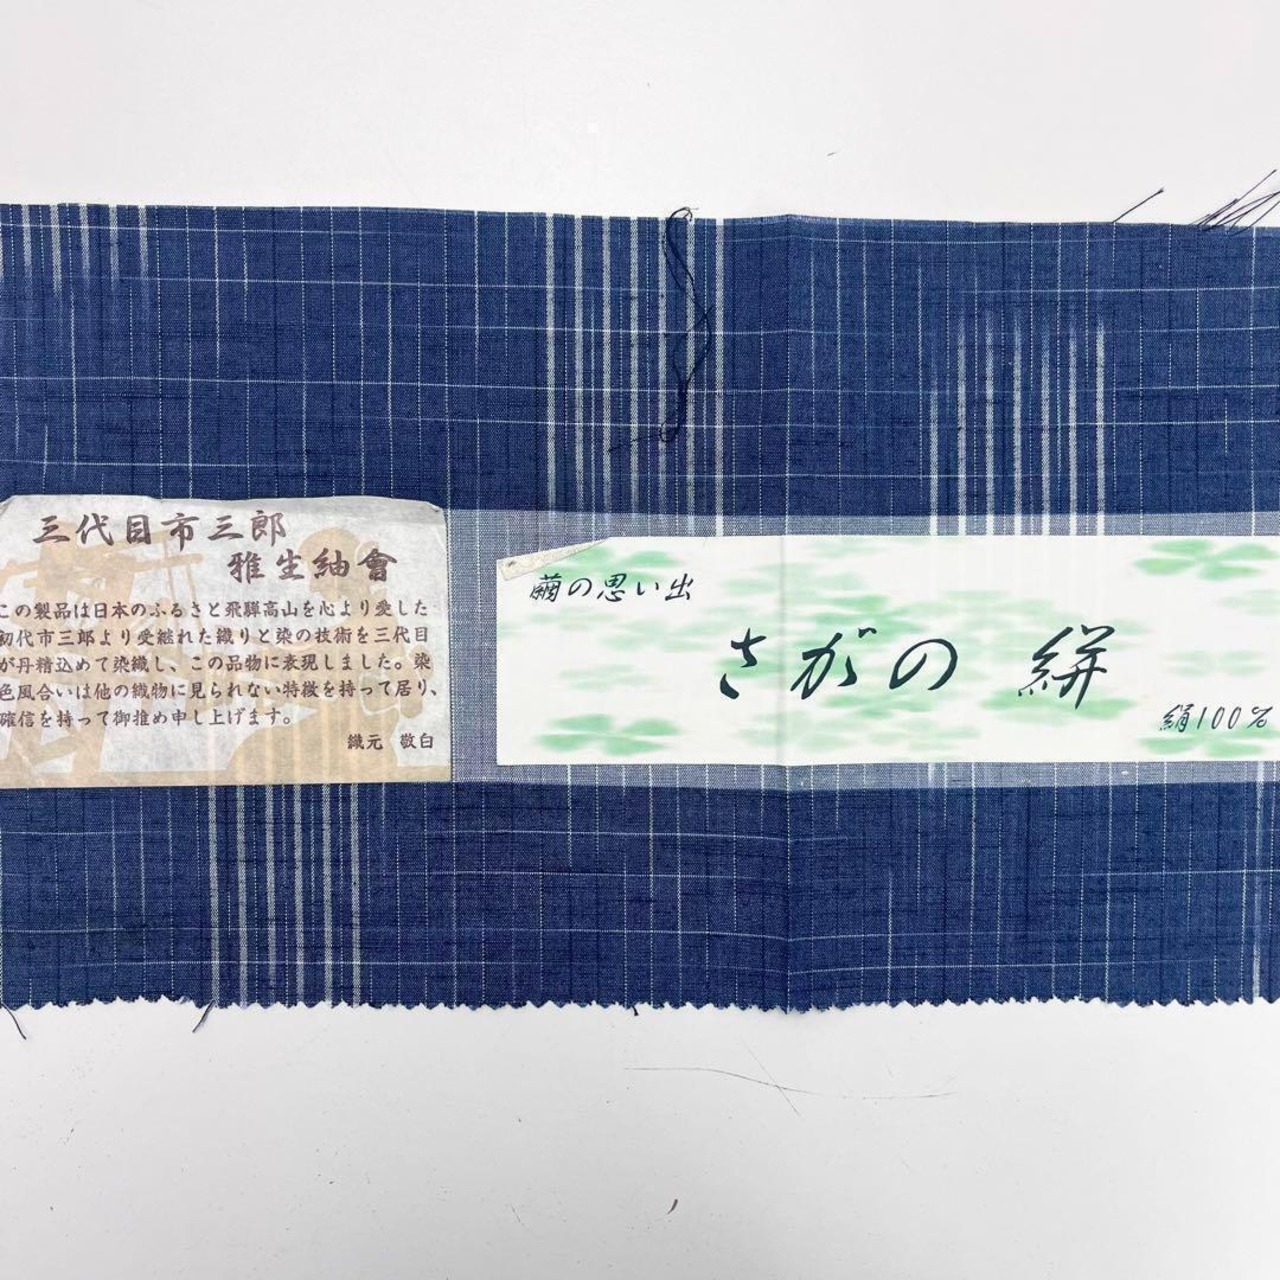 三代目市三郎
雅生紬會
この製品は日本のふるさと飛騨高山を心より愛した
初代市三郎より受継れた織りと染の技術を三代目
が丹精込めて染織し、この品物に表現しました。染
色風合いは他の織物に見られない特徴を持って居り、
確信を持って御推め申し上げます。
織元 敬白
繭の思い出
さがの 絣
絹100%